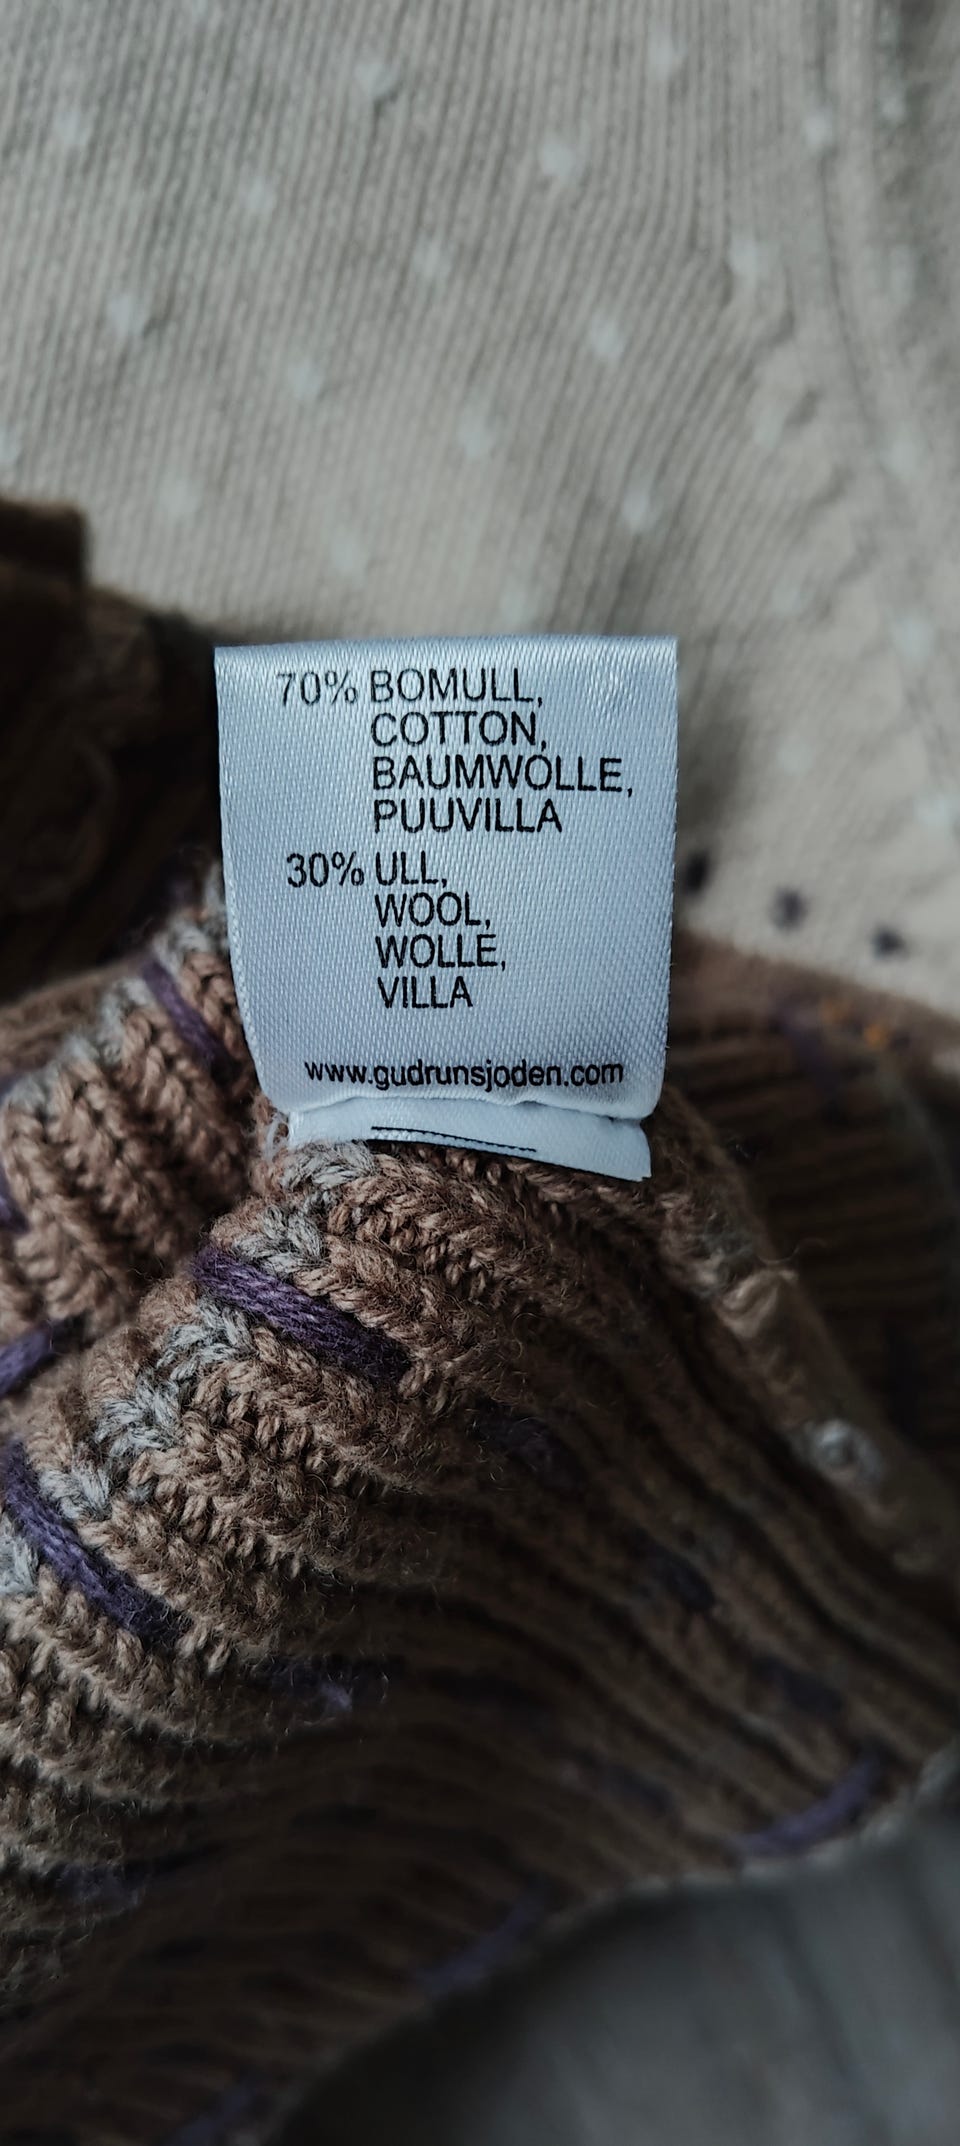 70% BOMULL,
COTTON,
BAUMWOLLE,
PUUVILLA
30% ULL,
WOOL,
WOLLE,
VILLA
www.gudrunsjoden.com